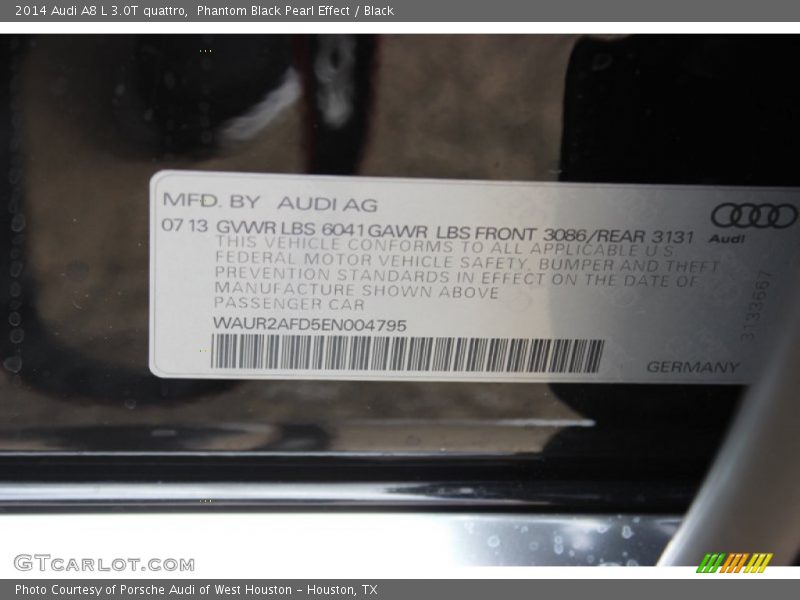 2014 Audi A8 L 3.0T quattro,  Phantom Black Pearl Effect / Black
MFD. BY AUDI AG
07 13 GVWR LBS 6041 GAWR LBS FRONT 3086/REAR 3131
Audi
THIS VEHICLE CONFORMS TO ALL APPLICABLE U S
FEDERAL MOTOR VEHICLE SAFETY, BUMPER AND THEFT
PREVENTION STANDARDS IN EFFECT ON THE DATE OF
MANUFACTURE SHOWN ABOVE
PASSENGER CAR
WAUR2AFD5EN004795
3133667
GERMANY
GTcarlot.com
Photo Courtesy of Porsche Audi of West Houston – Houston, TX